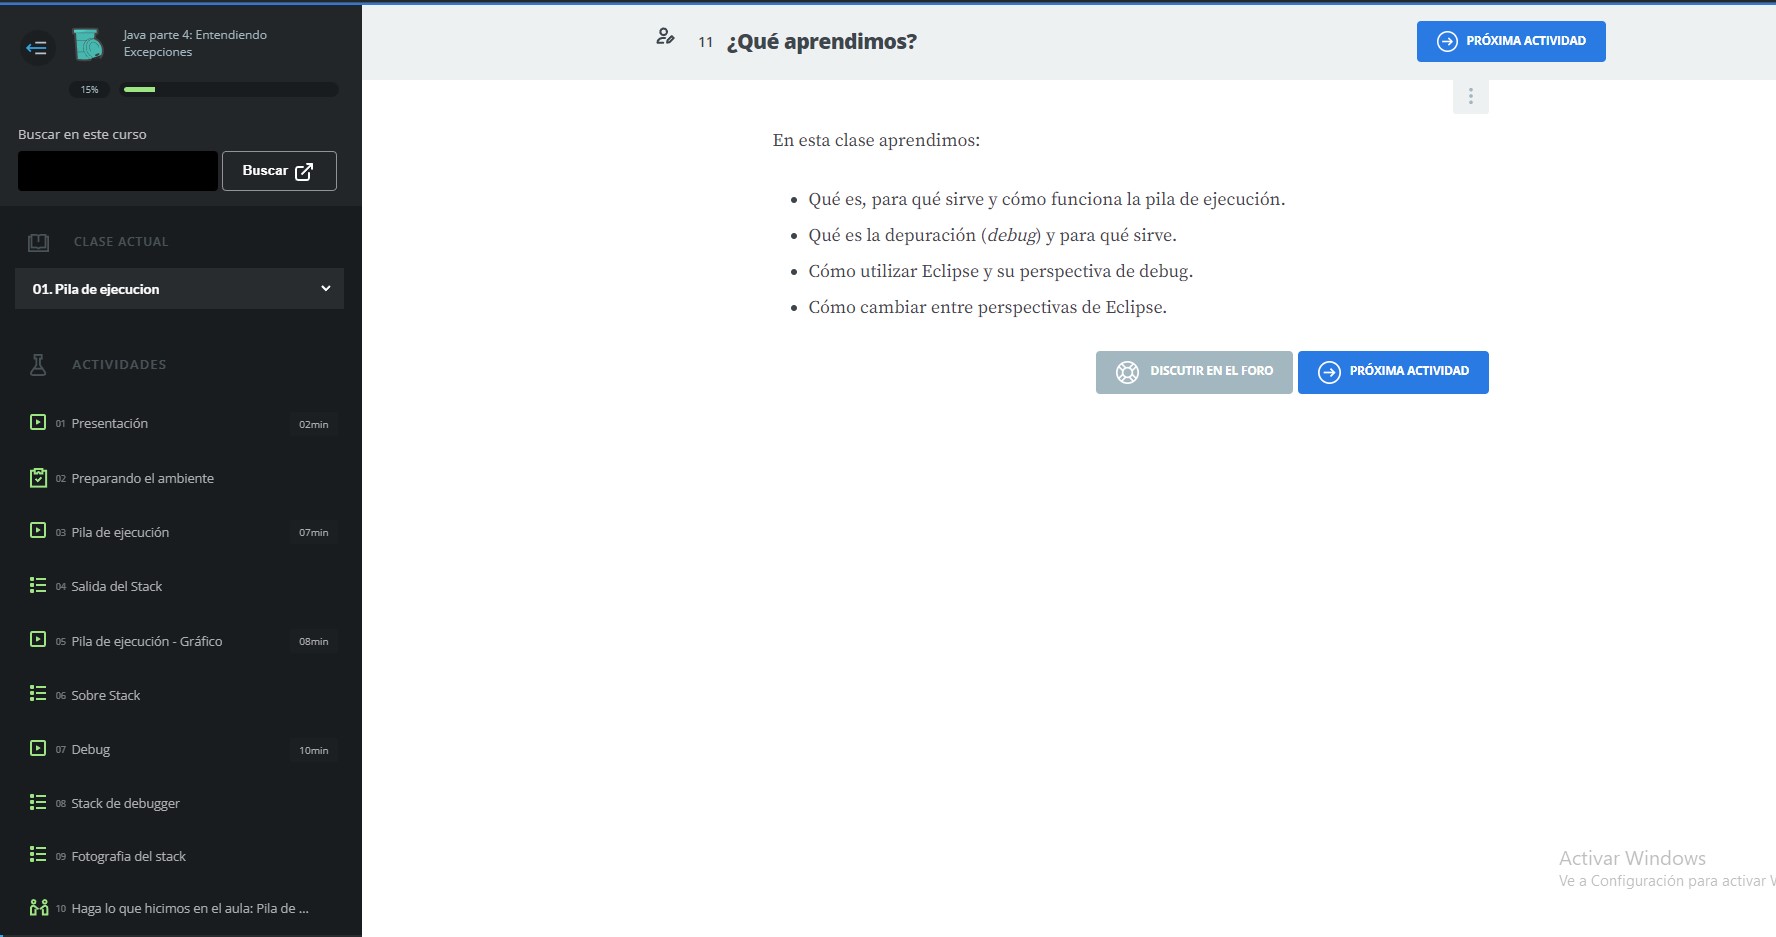 Java parte 4: Entendiendo
Excepciones
15%
Buscar en este curso
Buscar
CLASE ACTUAL
01. Pila de ejecucion
ACTIVIDADES
01 Presentación 02min
02 Preparando el ambiente
03 Pila de ejecución 07min
04 Salida del Stack
05 Pila de ejecución - Gráfico 08min
06 Sobre Stack
07 Debug 10min
08 Stack de debugger
09 Fotografia del stack
10 Haga lo que hicimos en el aula: Pila de ...
11 ¿Qué aprendimos?
PRÓXIMA ACTIVIDAD
En esta clase aprendimos:
• Qué es, para qué sirve y cómo funciona la pila de ejecución.
• Qué es la depuración (debug) y para qué sirve.
• Cómo utilizar Eclipse y su perspectiva de debug.
• Cómo cambiar entre perspectivas de Eclipse.
DISCUTIR EN EL FORO
PRÓXIMA ACTIVIDAD
Activar Windows
Ve a Configuración para activar